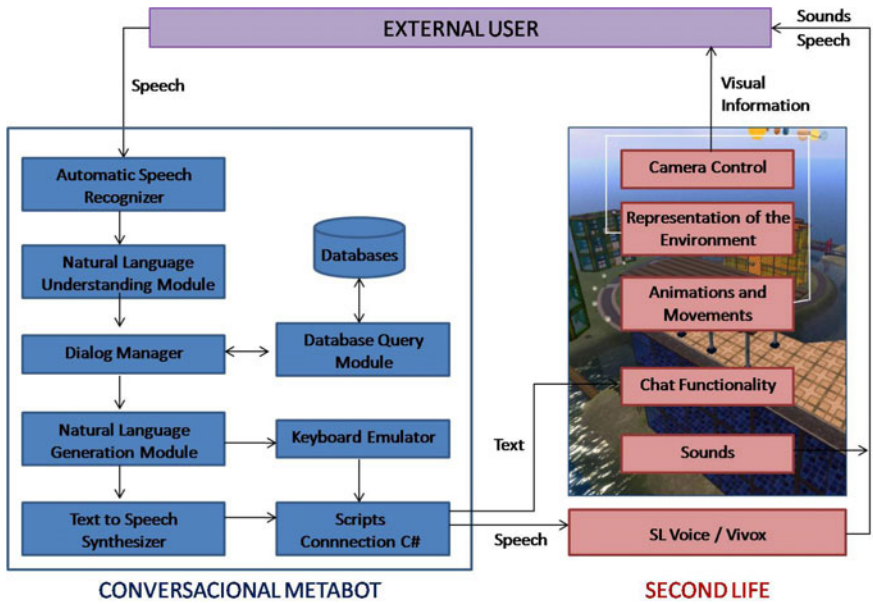 EXTERNAL USER
Sounds
Speech
Speech
Visual
Information
Automatic Speech
Recognizer
Natural Language
Understanding Module
Databases
Dialog Manager
Database Query
Module
Natural Language
Generation Module
Keyboard Emulator
Text to Speech
Synthesizer
Scripts
Connnection C#
Text
Speech
Camera Control
Representation of the
Environment
Animations and
Movements
Chat Functionality
Sounds
SL Voice / Vivox
CONVERSACIONAL METABOT
SECOND LIFE